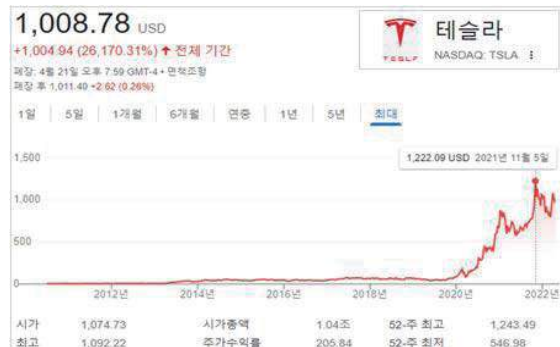 1,008.78 USD
+1,004.94 (26,170.31%) ↑ 전체 기간
폐장: 4월 21일 오후 7:59 GMT-4 • 면책조항
폐장 후 1,011.40 +2.62 (0.26%)
TESLA
테슬라
NASDAQ: TSLA
1일 5일 1개월 6개월 연중 1년 5년 최대
1,222.09 USD 2021년 11월 5일
1,500
1,000
500
0
2012년 2014년 2016년 2018년 2020년 2022년
시가 1,074.73 시가총액 1.04조 52-주 최고 1,243.49
최고 1,092.22 주가수익률 205.84 52-주 최저 546.98